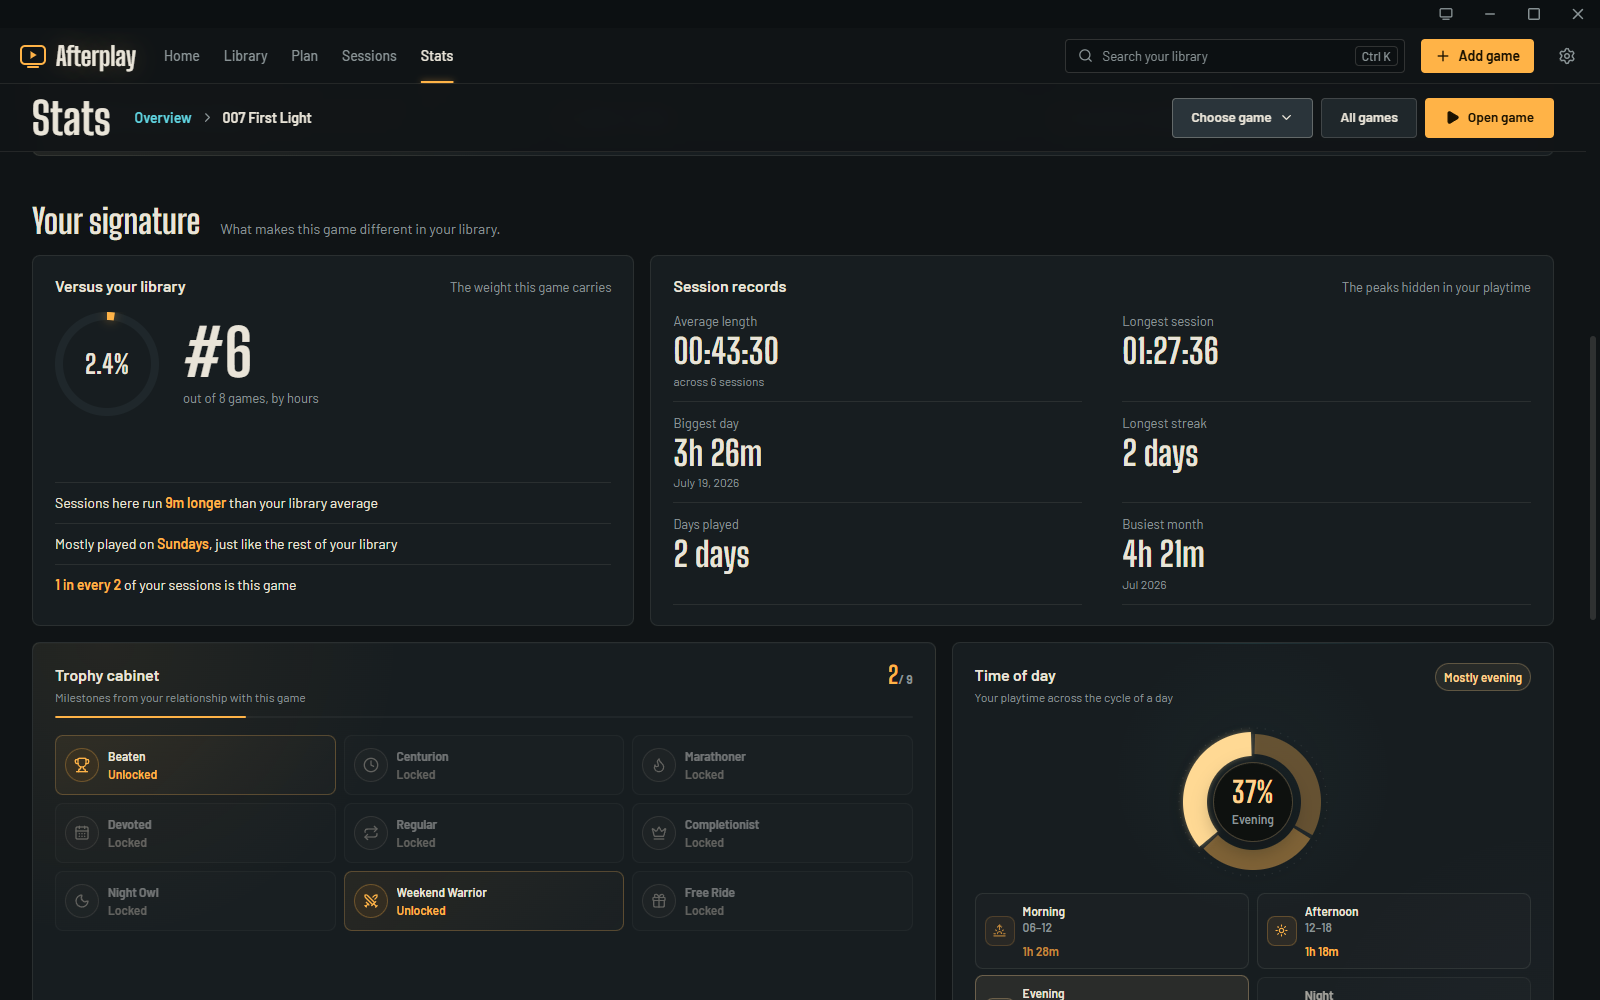 Afterplay
Home
Library
Plan
Sessions
Stats
Search your library
Ctrl K
Add game
Stats
Overview
007 First Light
Choose game
All games
Open game
Your signature
What makes this game different in your library.
Versus your library
The weight this game carries
2.4%
#6
out of 8 games, by hours
Sessions here run 9m longer than your library average
Mostly played on Sundays, just like the rest of your library
1 in every 2 of your sessions is this game
Session records
The peaks hidden in your playtime
Average length
00:43:30
across 6 sessions
Longest session
01:27:36
Biggest day
3h 26m
July 19, 2026
Longest streak
2 days
Days played
2 days
Busiest month
4h 21m
Jul 2026
Trophy cabinet
2/ 9
Milestones from your relationship with this game
Beaten
Unlocked
Centurion
Locked
Marathoner
Locked
Devoted
Locked
Regular
Locked
Completionist
Locked
Night Owl
Locked
Weekend Warrior
Unlocked
Free Ride
Locked
Time of day
Mostly evening
Your playtime across the cycle of a day
37%
Evening
Morning
06–12
1h 28m
Afternoon
12–18
1h 18m
Evening
Night